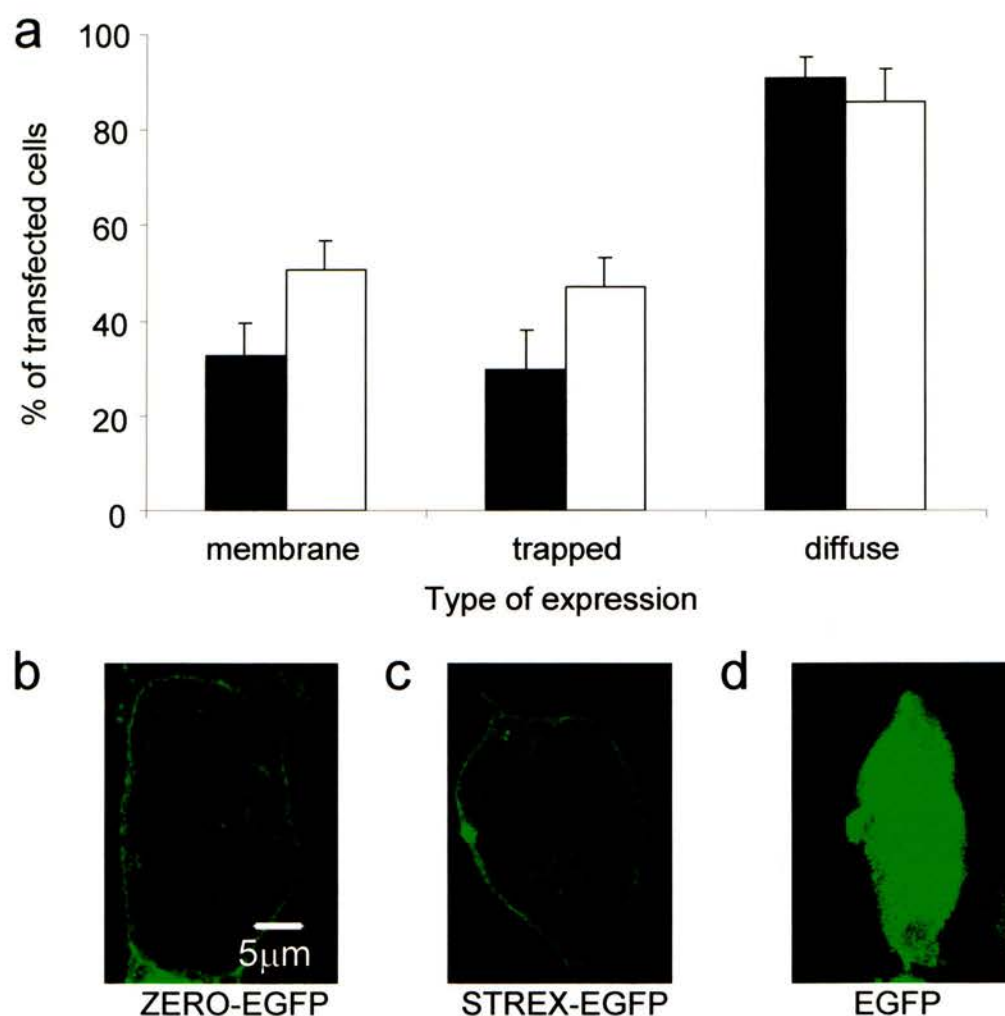 a
100
80
60
40
20
0
% of transfected cells
membrane trapped diffuse
Type of expression
b c d
5μm
ZERO-EGFP STREX-EGFP EGFP